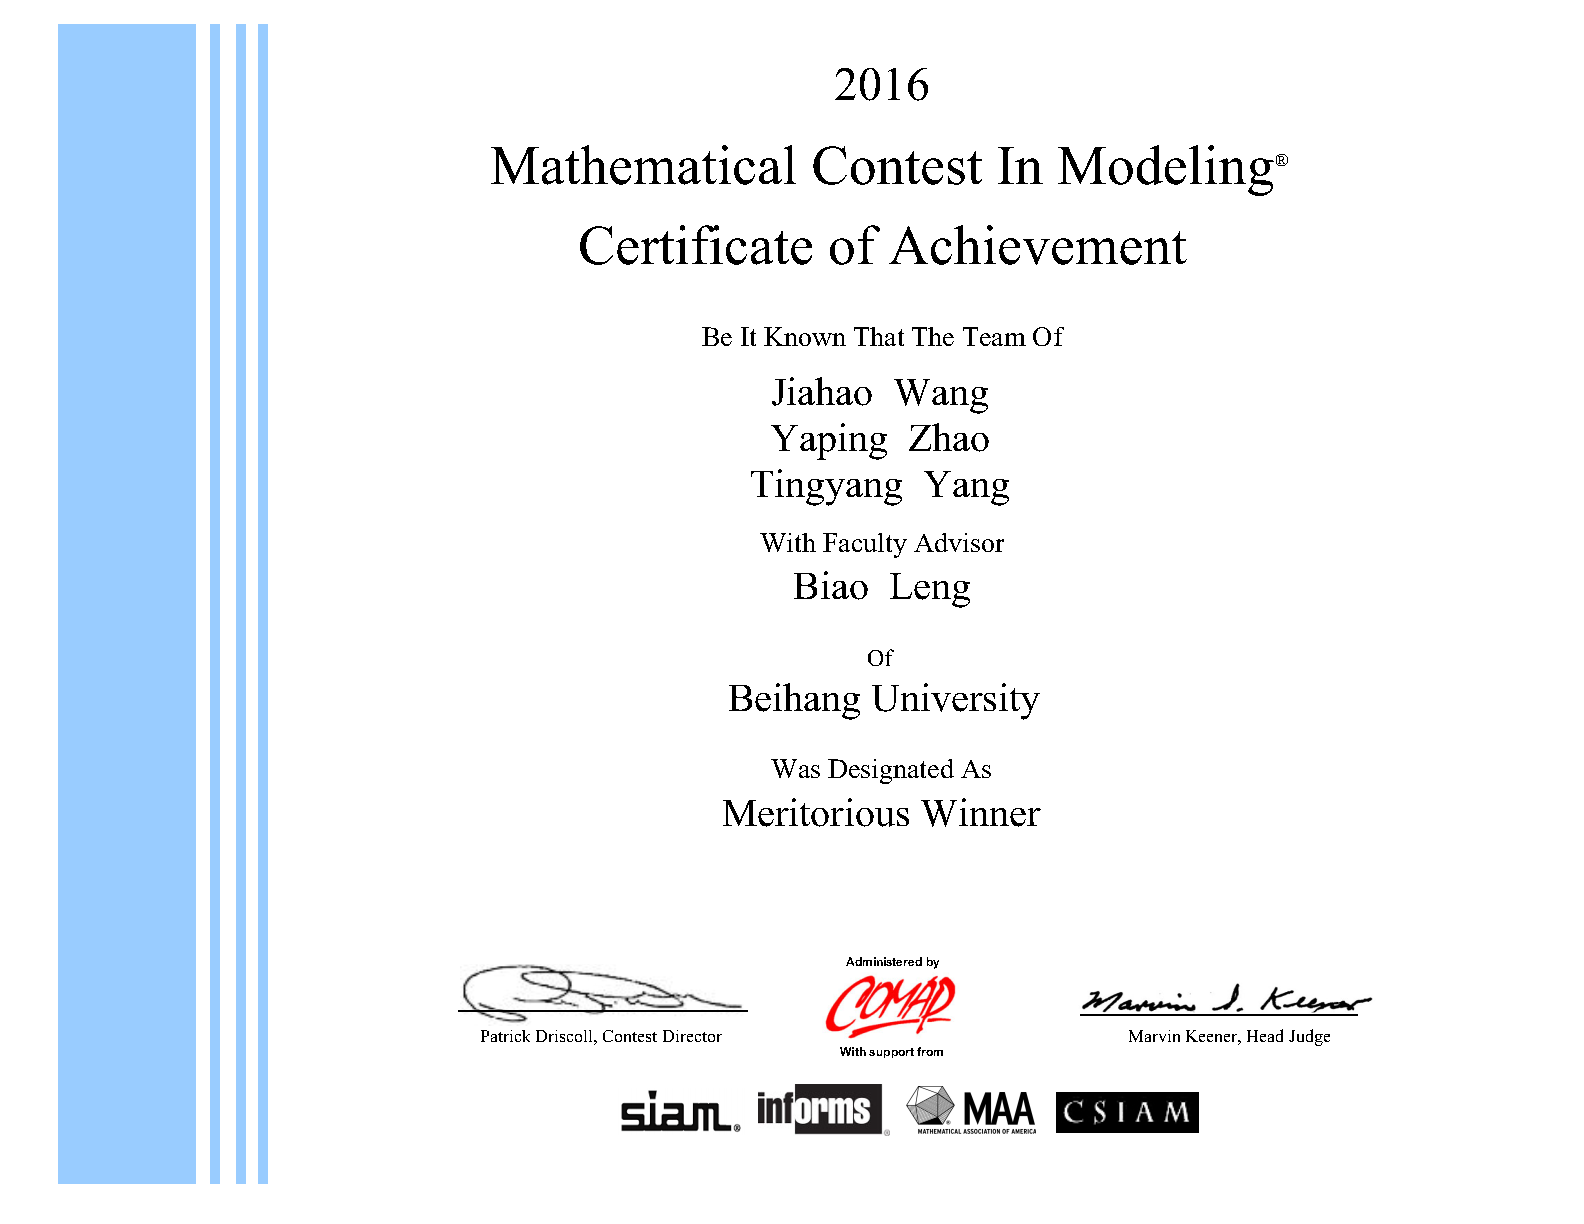 2016
Mathematical Contest In Modeling®
Certificate of Achievement
Be It Known That The Team Of
Jiahao Wang
Yaping Zhao
Tingyang Yang
With Faculty Advisor
Biao Leng
Of
Beihang University
Was Designated As
Meritorious Winner
Administered by
COMAP
Marvin S. Keener
Patrick Driscoll, Contest Director
Marvin Keener, Head Judge
With support from
siam®
informs®
MAA
MATHEMATICAL ASSOCIATION OF AMERICA
CSIAM